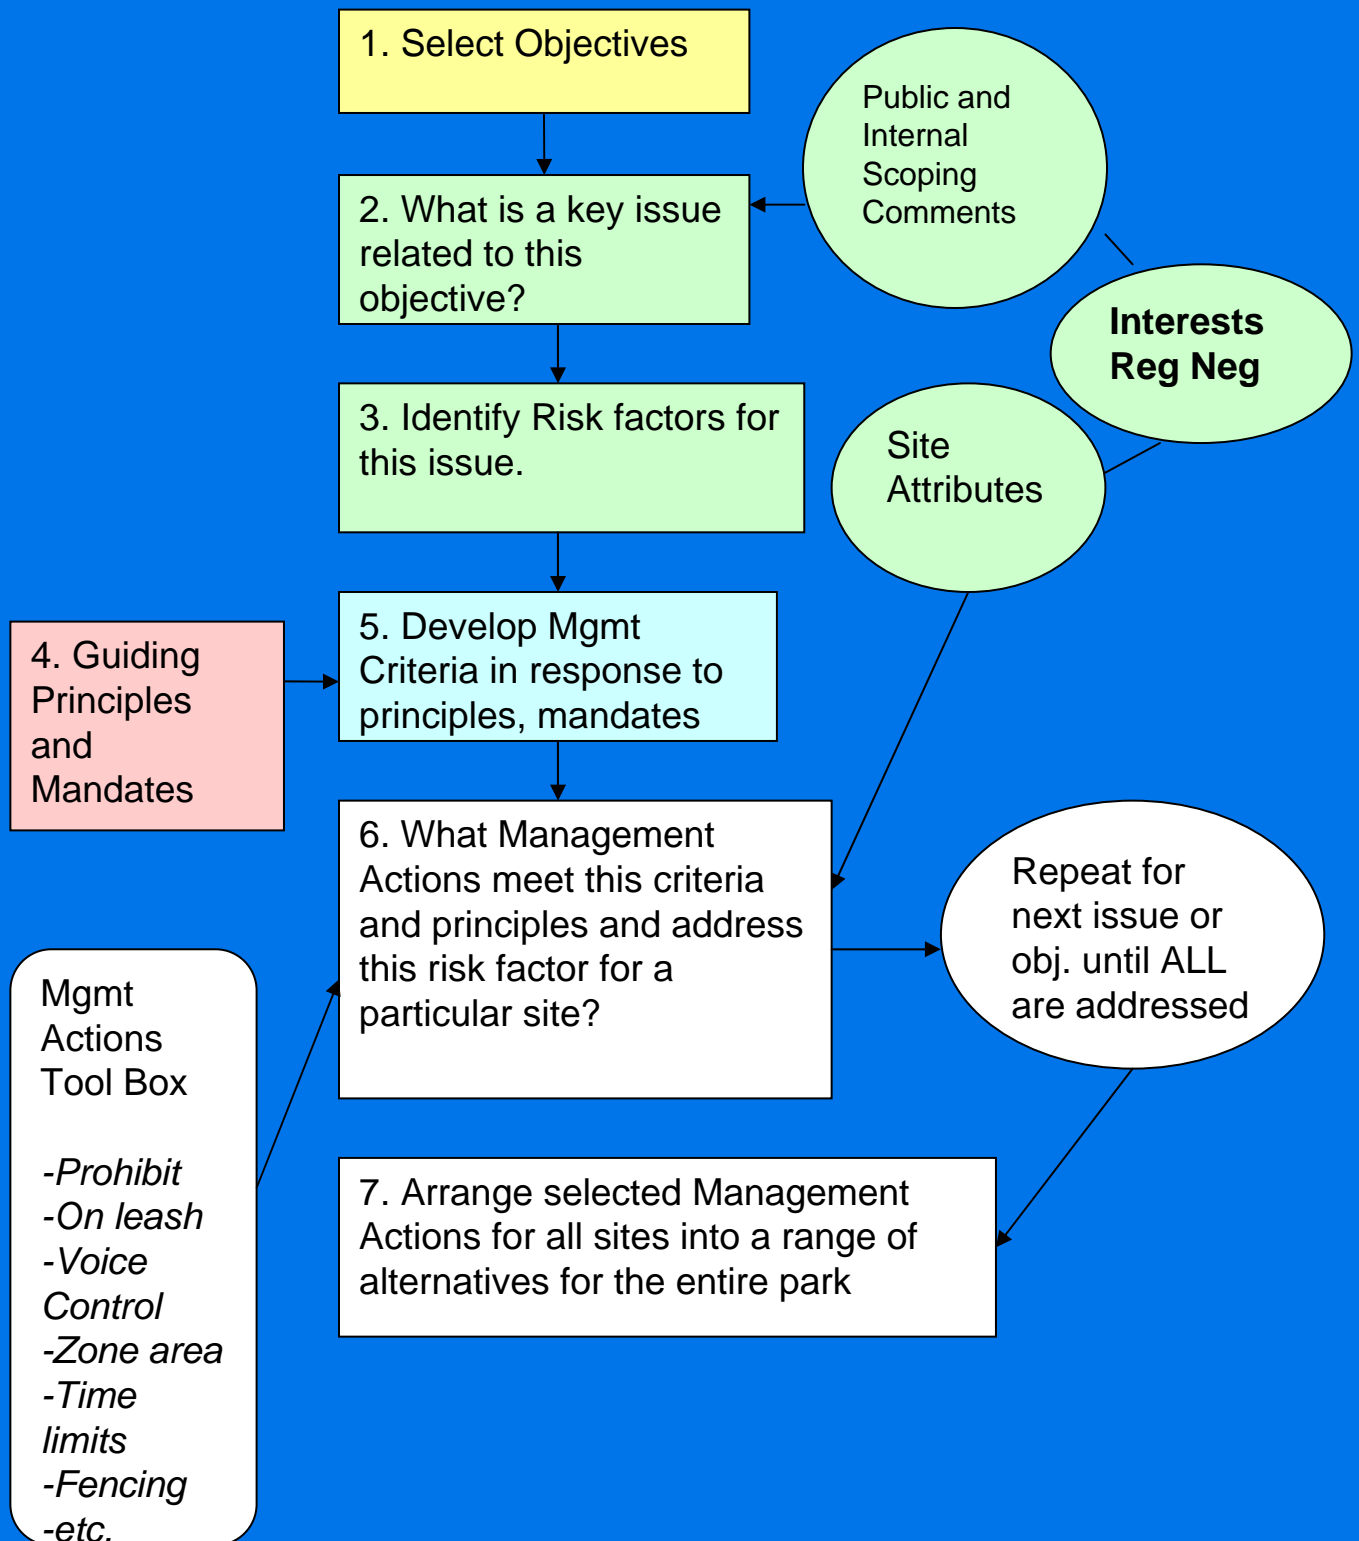 1. Select Objectives
Public and
Internal
Scoping
Comments
2. What is a key issue
related to this
objective?
Interests
Reg Neg
3. Identify Risk factors for
this issue.
Site
Attributes
4. Guiding
Principles
and
Mandates
5. Develop Mgmt
Criteria in response to
principles, mandates
6. What Management
Actions meet this criteria
and principles and address
this risk factor for a
particular site?
Repeat for
next issue or
obj. until ALL
are addressed
Mgmt
Actions
Tool Box
-Prohibit
-On leash
-Voice
Control
-Zone area
-Time
limits
-Fencing
-etc.
7. Arrange selected Management
Actions for all sites into a range of
alternatives for the entire park